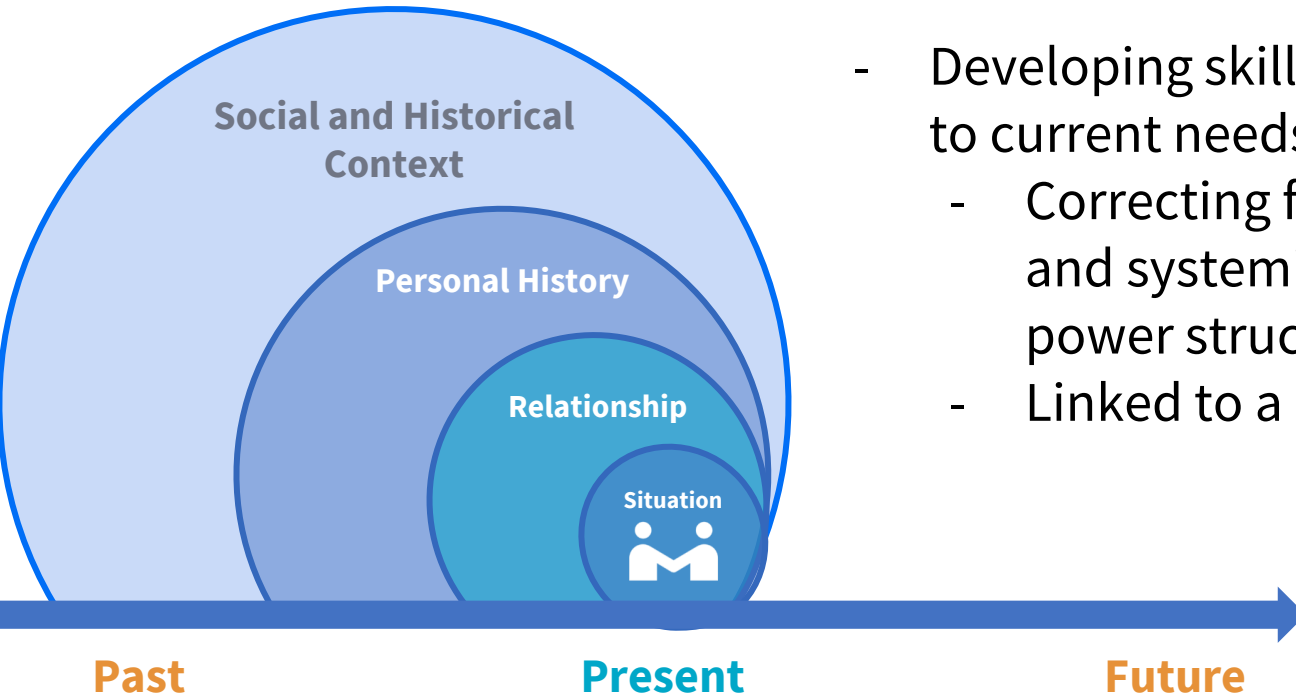 Social and Historical
Context
Personal History
Relationship
Situation
- Developing skill
to current needs
- Correcting
and system
power struc
- Linked to a
Past
Present
Future